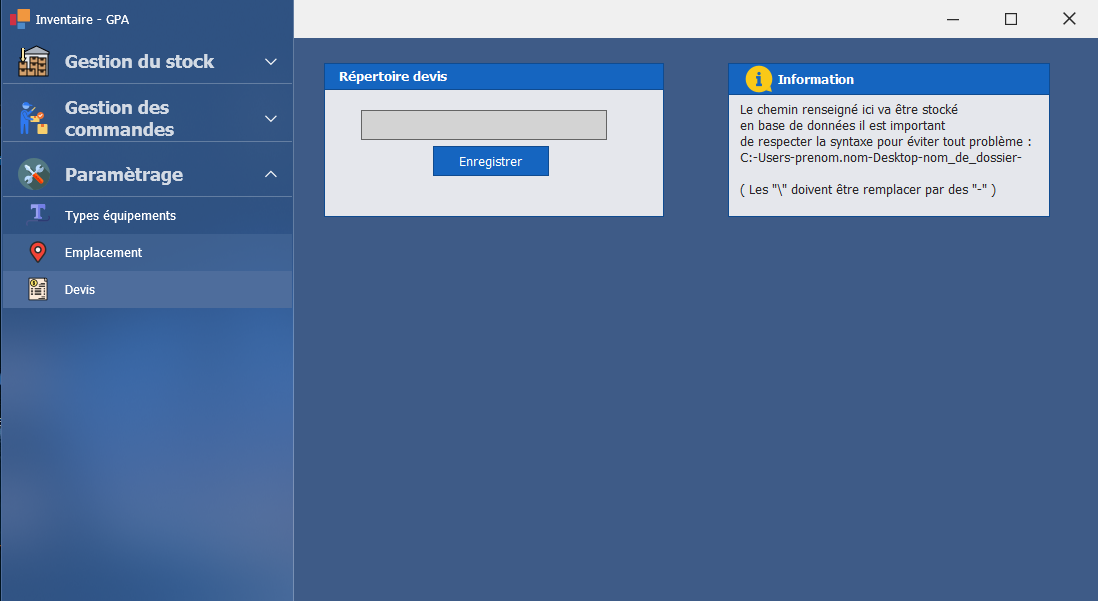 Inventaire - GPA
Gestion du stock
Gestion des
commandes
Paramètrage
Types équipements
Emplacement
Devis
Répertoire devis
Enregistrer
Information
Le chemin renseigné ici va être stocké
en base de données il est important
de respecter la syntaxe pour éviter tout problème :
C:-Users-prenom.nom-Desktop-nom_de_dossier-
( Les "\" doivent être remplacer par des "-" )